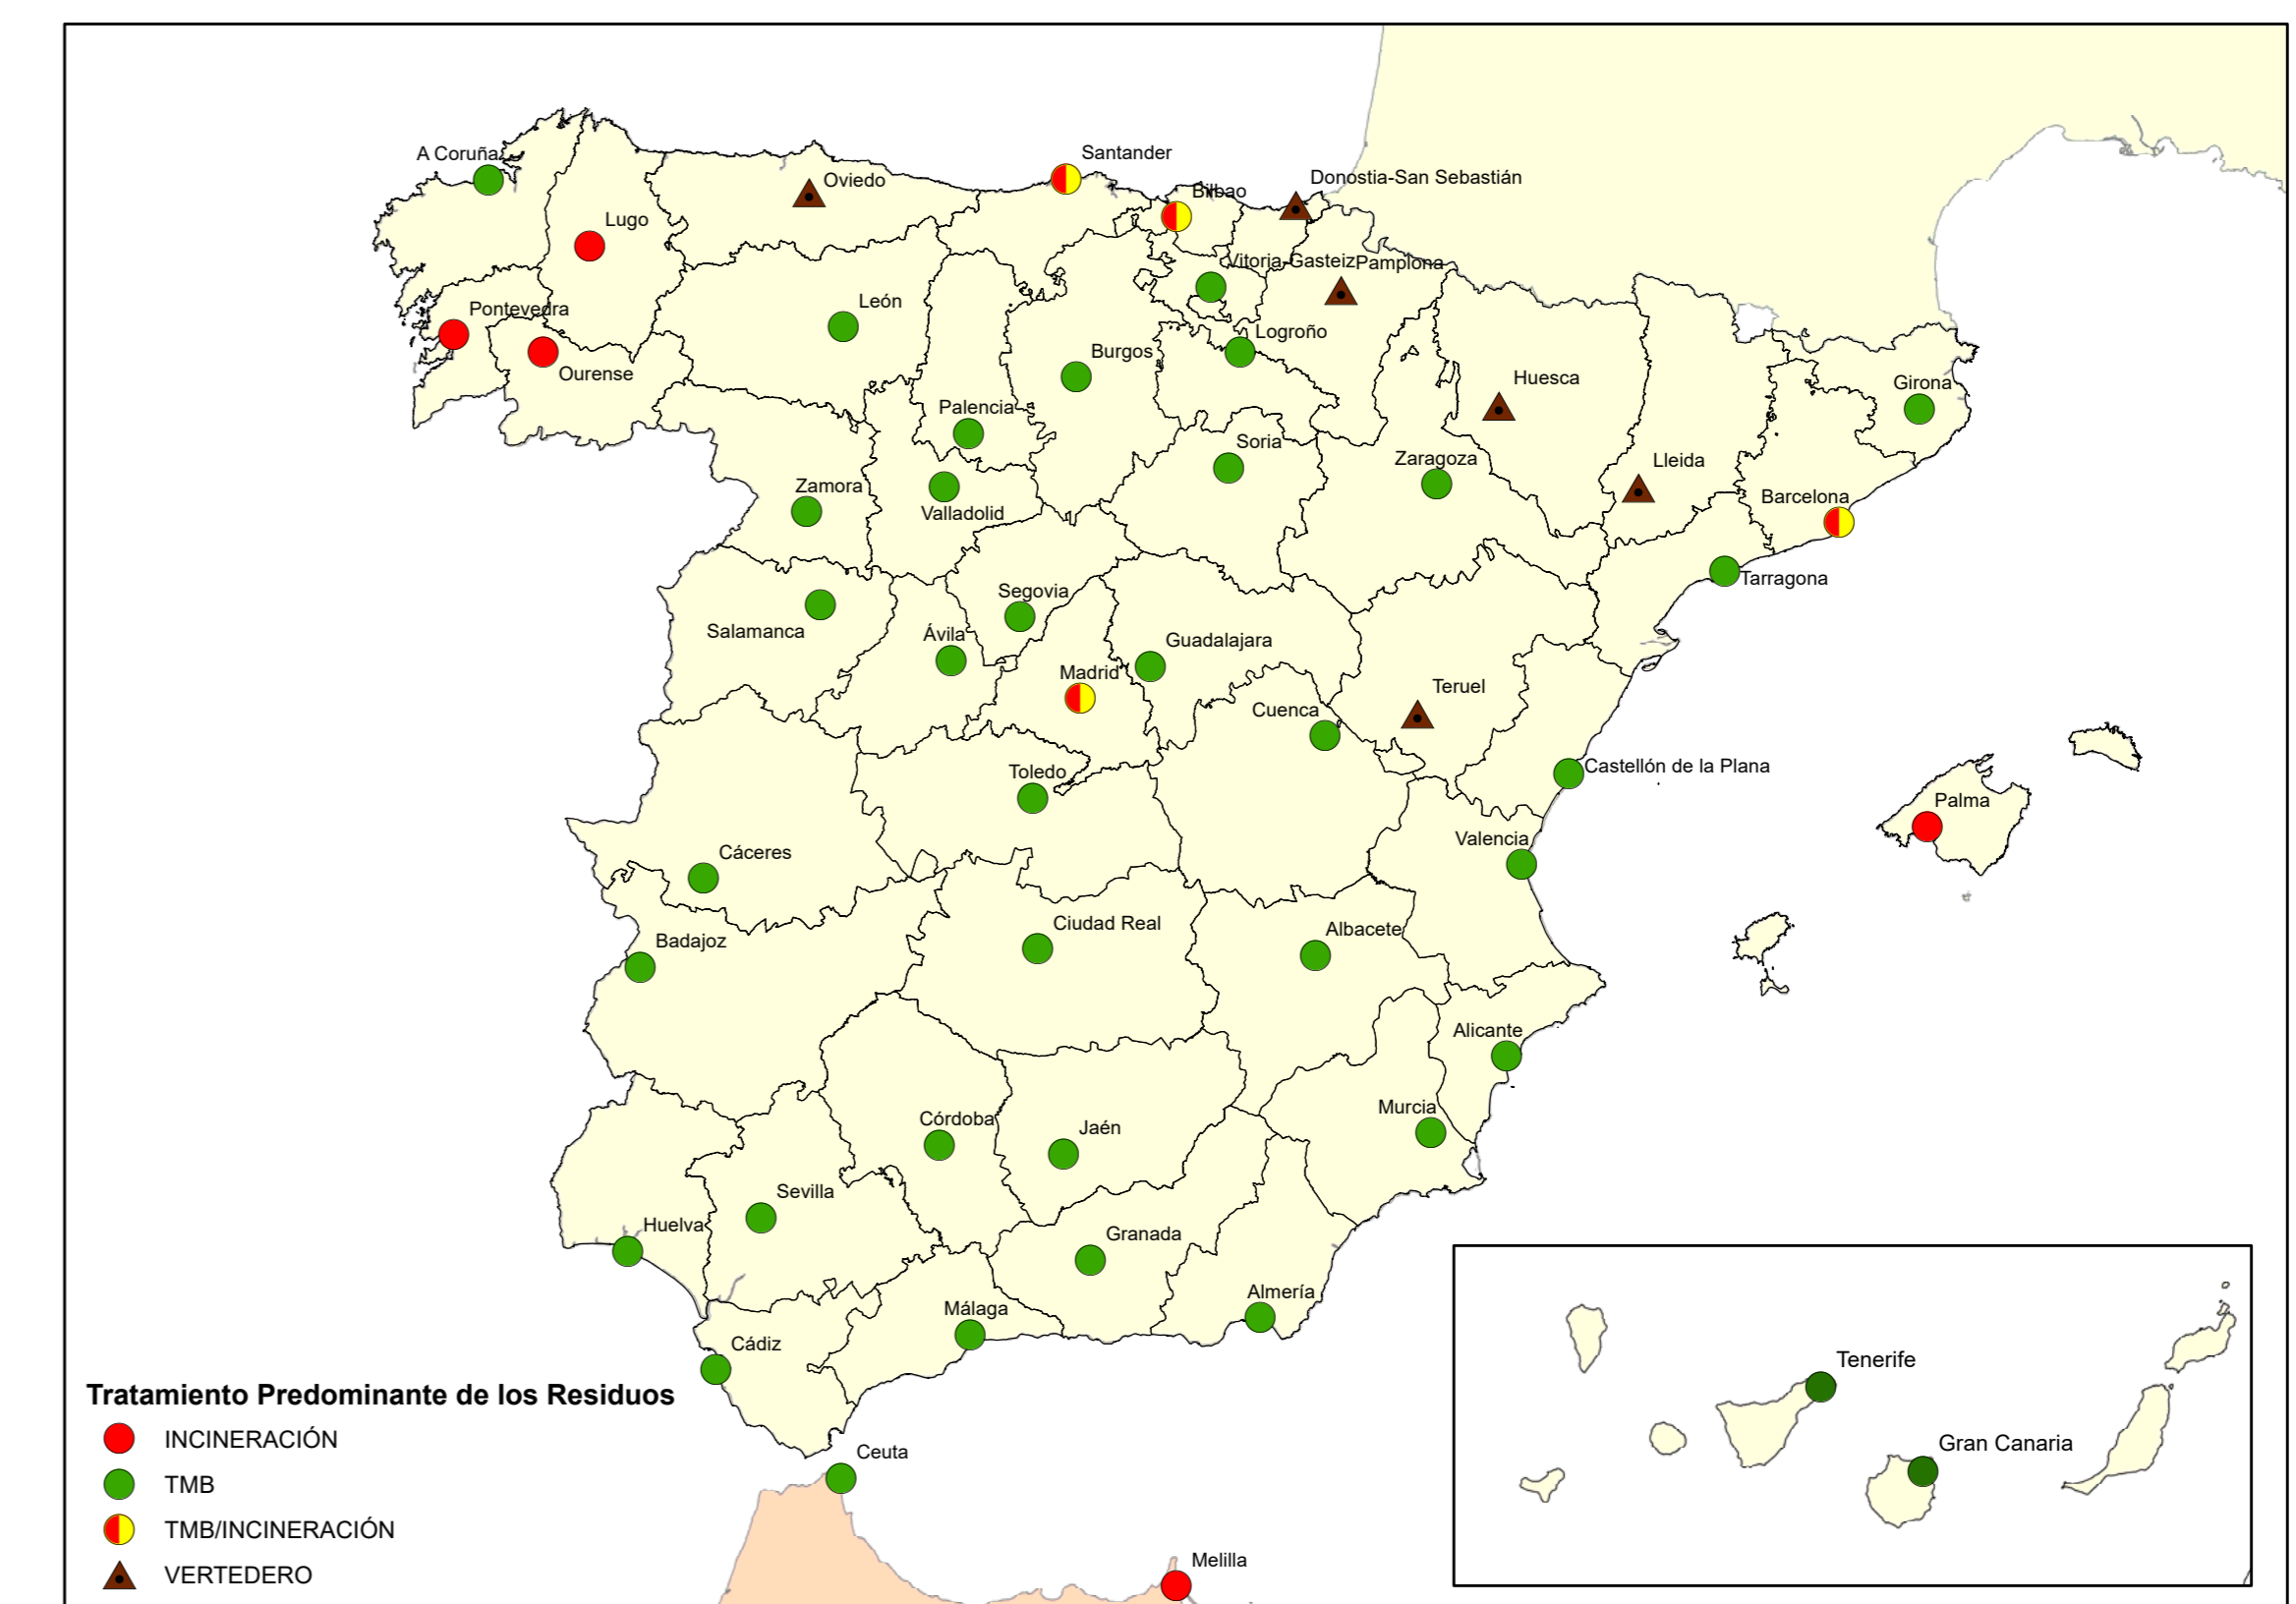 Santander
A Coruña
Donostia-San Sebastián
Oviedo
Bilbao
Lugo
Vitoria-Gasteiz
Pamplona
León
Pontevedra
Logroño
Burgos
Ourense
Huesca
Girona
Palencia
Soria
Zaragoza
Lleida
Zamora
Barcelona
Valladolid
Tarragona
Segovia
Salamanca
Ávila
Guadalajara
Madrid
Teruel
Cuenca
Castellón de la Plana
Toledo
Palma
Valencia
Cáceres
Ciudad Real
Albacete
Badajoz
Alicante
Murcia
Córdoba
Jaén
Sevilla
Huelva
Granada
Almería
Málaga
Cádiz
Tenerife
Gran Canaria
Ceuta
Melilla
Tratamiento Predominante de los Residuos
INCINERACIÓN
TMB
TMB/INCINERACIÓN
VERTEDERO